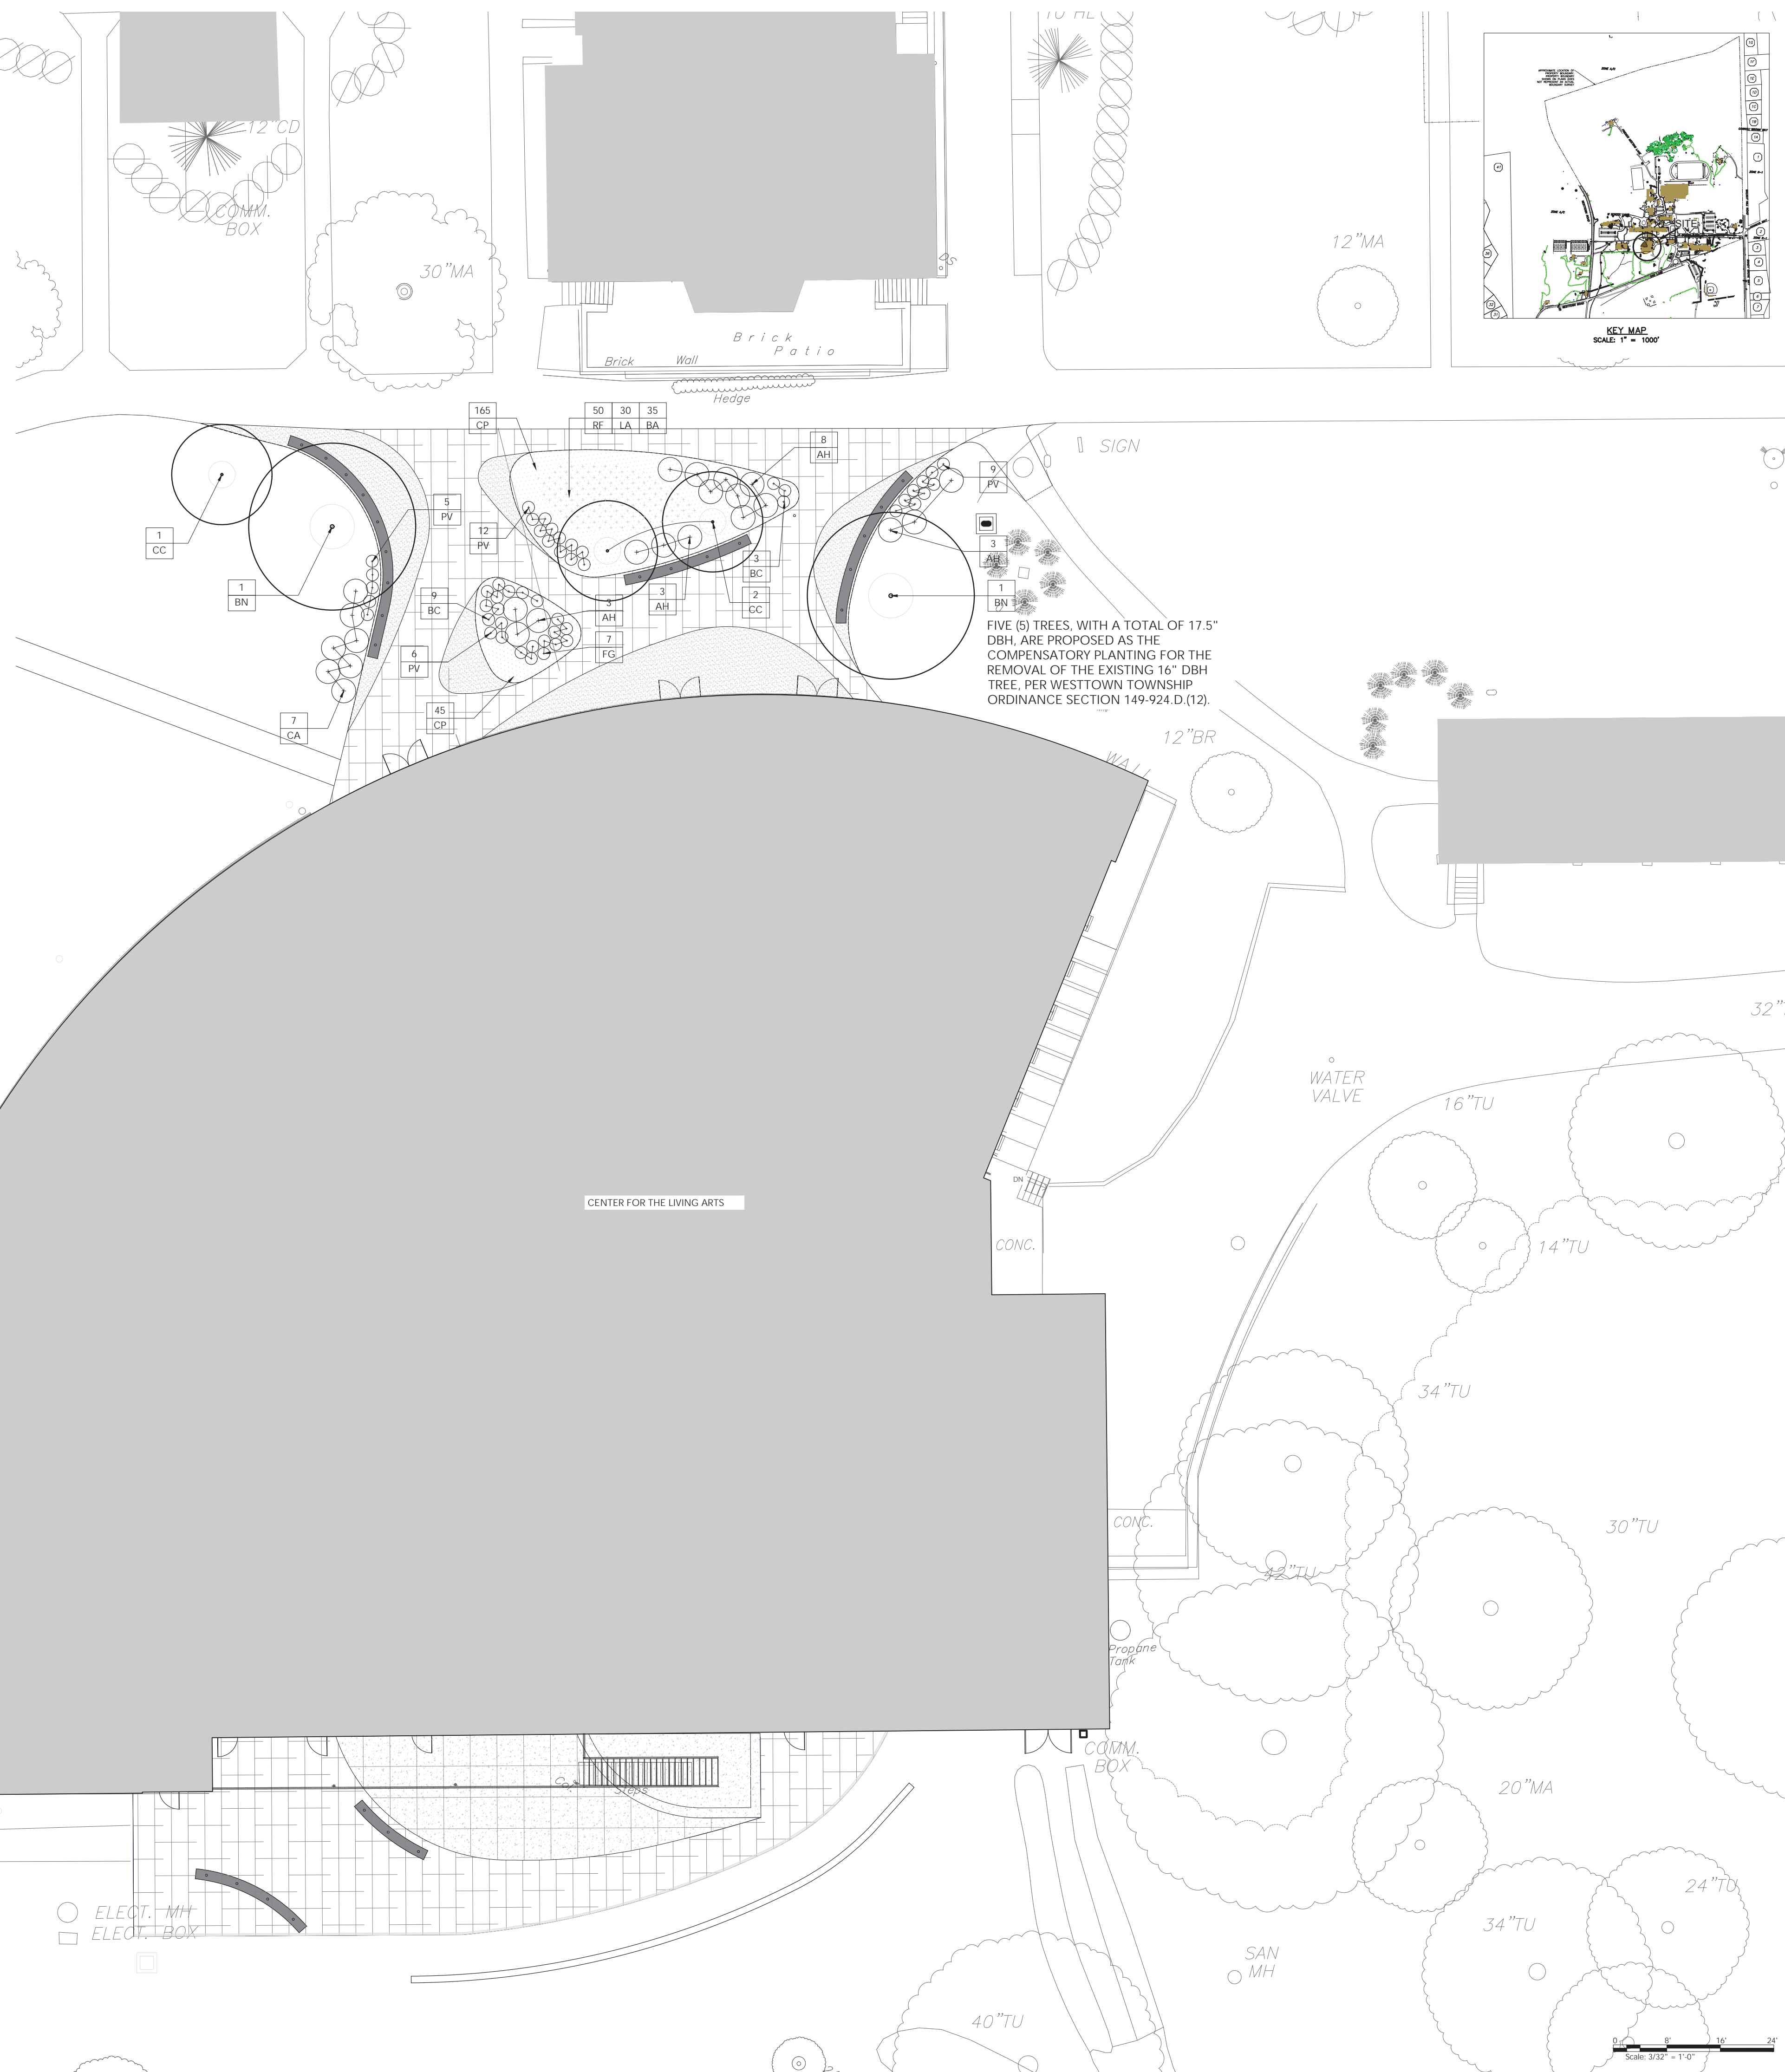 10"HL
12"CD
COMM.
BOX
30"MA
12"MA
DS
Brick
Patio
Brick Wall
Hedge
SITE
KEY MAP
SCALE: 1" = 1000'
165
CP
50 30 35
RF LA BA
8
AH
SIGN
9
PV
5
PV
12
PV
1
CC
3
BC
3
AH
1
BN
9
BC
3
AH
3
AH
2
CC
1
BN
6
PV
7
FG
FIVE (5) TREES, WITH A TOTAL OF 17.5"
DBH, ARE PROPOSED AS THE
COMPENSATORY PLANTING FOR THE
REMOVAL OF THE EXISTING 16" DBH
TREE, PER WESTTOWN TOWNSHIP
ORDINANCE SECTION 149-924.D.(12).
7
CA
45
CP
12"BR
WALL
32"
WATER
VALVE
16"TU
DN
CENTER FOR THE LIVING ARTS
CONC.
14"TU
34"TU
CONC.
30"TU
42"TU
Propane
Tank
COMM.
BOX
Steps
20"MA
ELECT. MH
ELECT. BOX
24"TU
34"TU
SAN
MH
40"TU
0 8' 16' 24'
Scale: 3/32" = 1'-0"